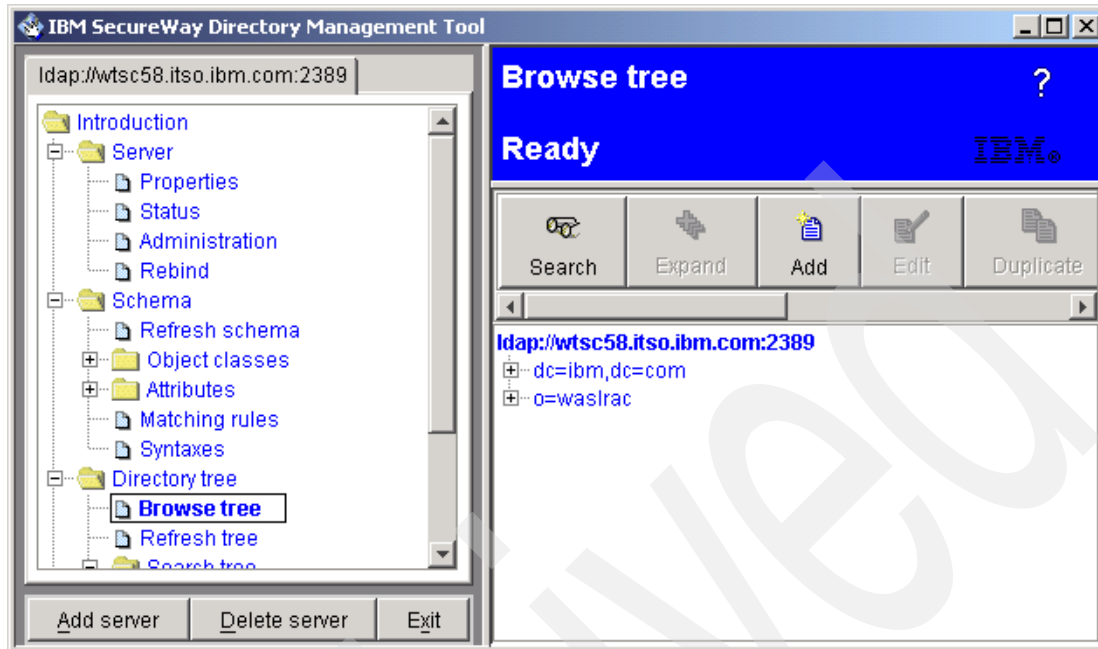 IBM SecureWay Directory Management Tool
ldap://wtsc58.itso.ibm.com:2389
Introduction
Server
Properties
Status
Administration
Rebind
Schema
Refresh schema
Object classes
Attributes
Matching rules
Syntaxes
Directory tree
Browse tree
Refresh tree
Search tree
Add server
Delete server
Exit
Browse tree
?
Ready
IBM®
Search
Expand
Add
Edit
Duplicate
ldap://wtsc58.itso.ibm.com:2389
dc=ibm,dc=com
o=waslrac